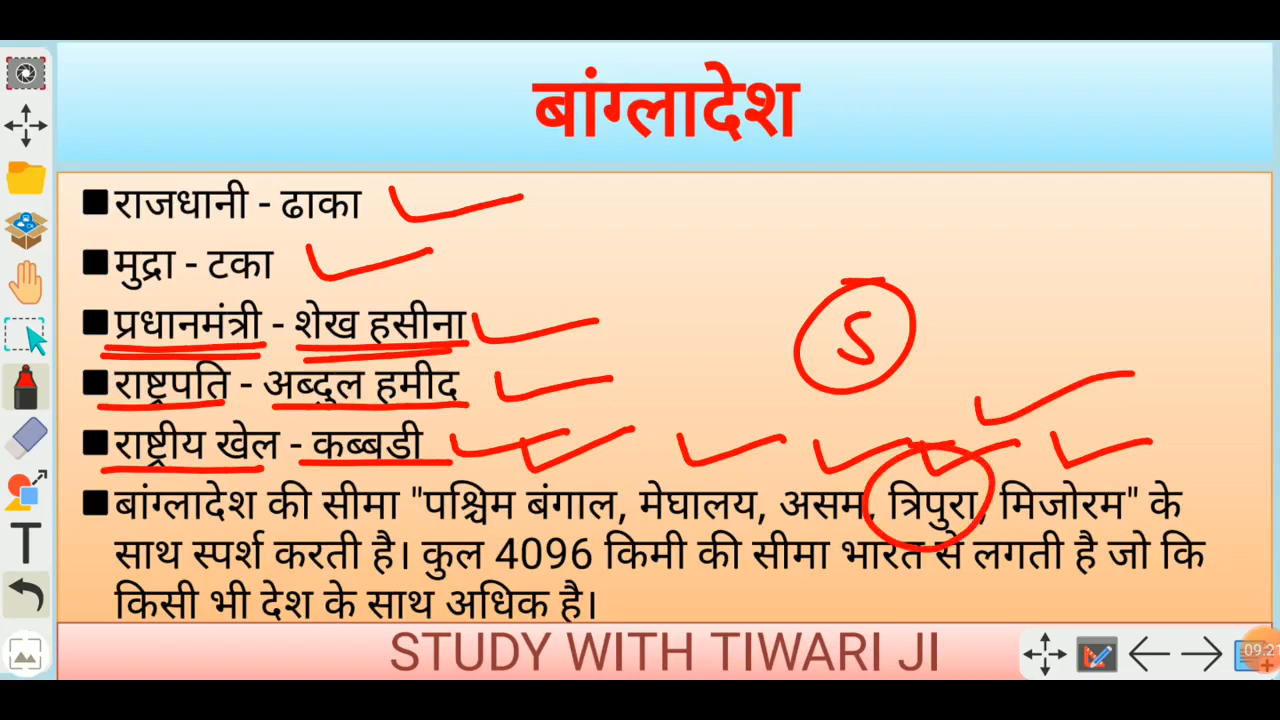 बांग्लादेश
राजधानी - ढाका
मुद्रा - टका
प्रधानमंत्री - शेख हसीना
5
राष्ट्रपति - अब्दुल हमीद
राष्ट्रीय खेल - कब्बडी
बांग्लादेश की सीमा "पश्चिम बंगाल, मेघालय, असम, त्रिपुरा, मिजोरम" के
साथ स्पर्श करती है। कुल 4096 किमी की सीमा भारत से लगती है जो कि
किसी भी देश के साथ अधिक है।
STUDY WITH TIWARI JI
T
09:21